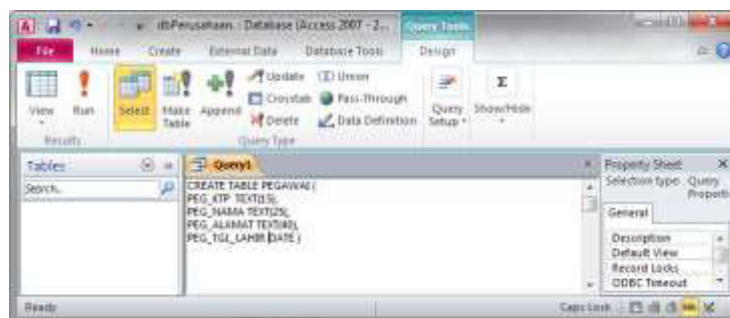 dbPerusahaan : Database (Access 2007 - 2...
Query Tools
File
Home
Create
External Data
Database Tools
Design
View
Run
Select
Make Table
Append
Update
Crosstab
Delete
Union
Pass-Through
Data Definition
Query Setup
Show/Hide
Results
Query Type
Tables
Search..
Query1
CREATE TABLE PEGAWAI (
PEG_KTP TEXT(15),
PEG_NAMA TEXT(25),
PEG_ALAMAT TEXT(40),
PEG_TGL_LAHIR DATE )
Property Sheet
Selection type: Query
General
Description
Default View
Record Locks
ODBC Timeout
Ready
Caps Lock